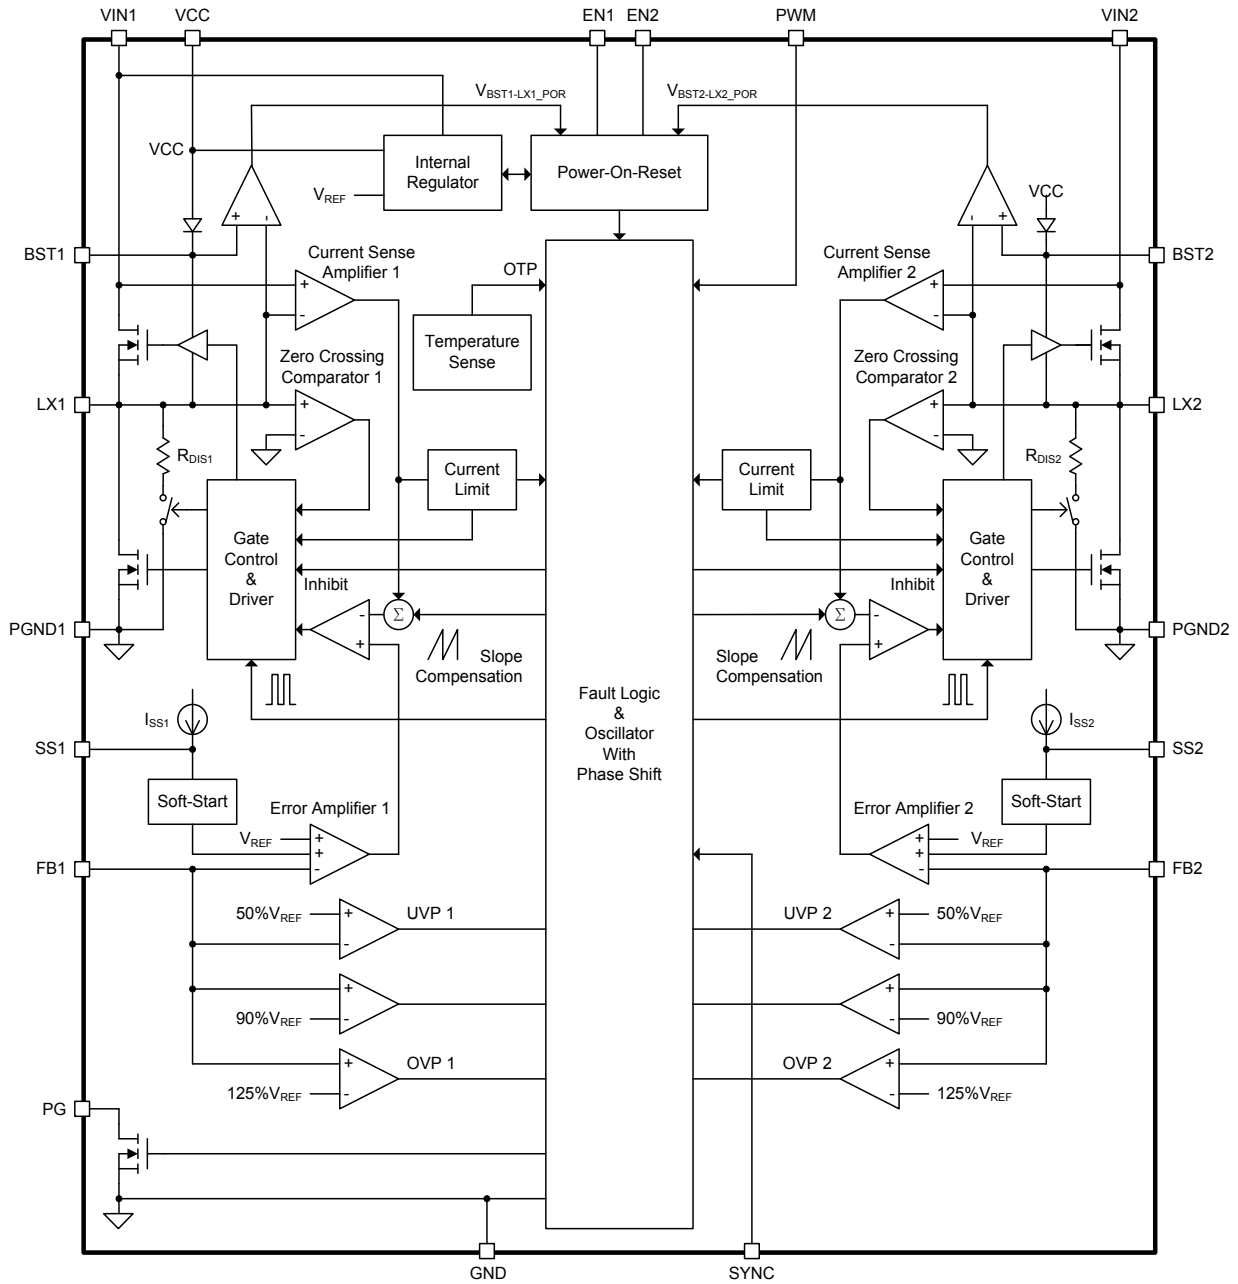 VIN1
VCC
EN1
EN2
PWM
VIN2
VBST1-LX1_POR
VBST2-LX2_POR
VCC
Internal
Regulator
Power-On-Reset
VREF
VCC
+
-
-
+
BST1
BST2
Current Sense
Amplifier 1
OTP
Current Sense
Amplifier 2
+
-
+
-
Temperature
Sense
Zero Crossing
Comparator 1
Zero Crossing
Comparator 2
LX1
+
-
+
-
LX2
RDIS1
Current
Limit
Current
Limit
RDIS2
Gate
Control
&
Driver
Gate
Control
&
Driver
Inhibit
Inhibit
PGND1
-
+
Σ
Σ
-
+
PGND2
Slope
Compensation
Slope
Compensation
Fault Logic
&
Oscillator
With
Phase Shift
ISS1
ISS2
SS1
SS2
Soft-Start
Soft-Start
Error Amplifier 1
Error Amplifier 2
VREF
+
+
-
+
+
-
VREF
FB1
FB2
50%VREF
+
-
UVP 1
UVP 2
+
-
50%VREF
+
-
90%VREF
+
-
90%VREF
+
-
OVP 1
125%VREF
OVP 2
+
-
125%VREF
PG
GND
SYNC